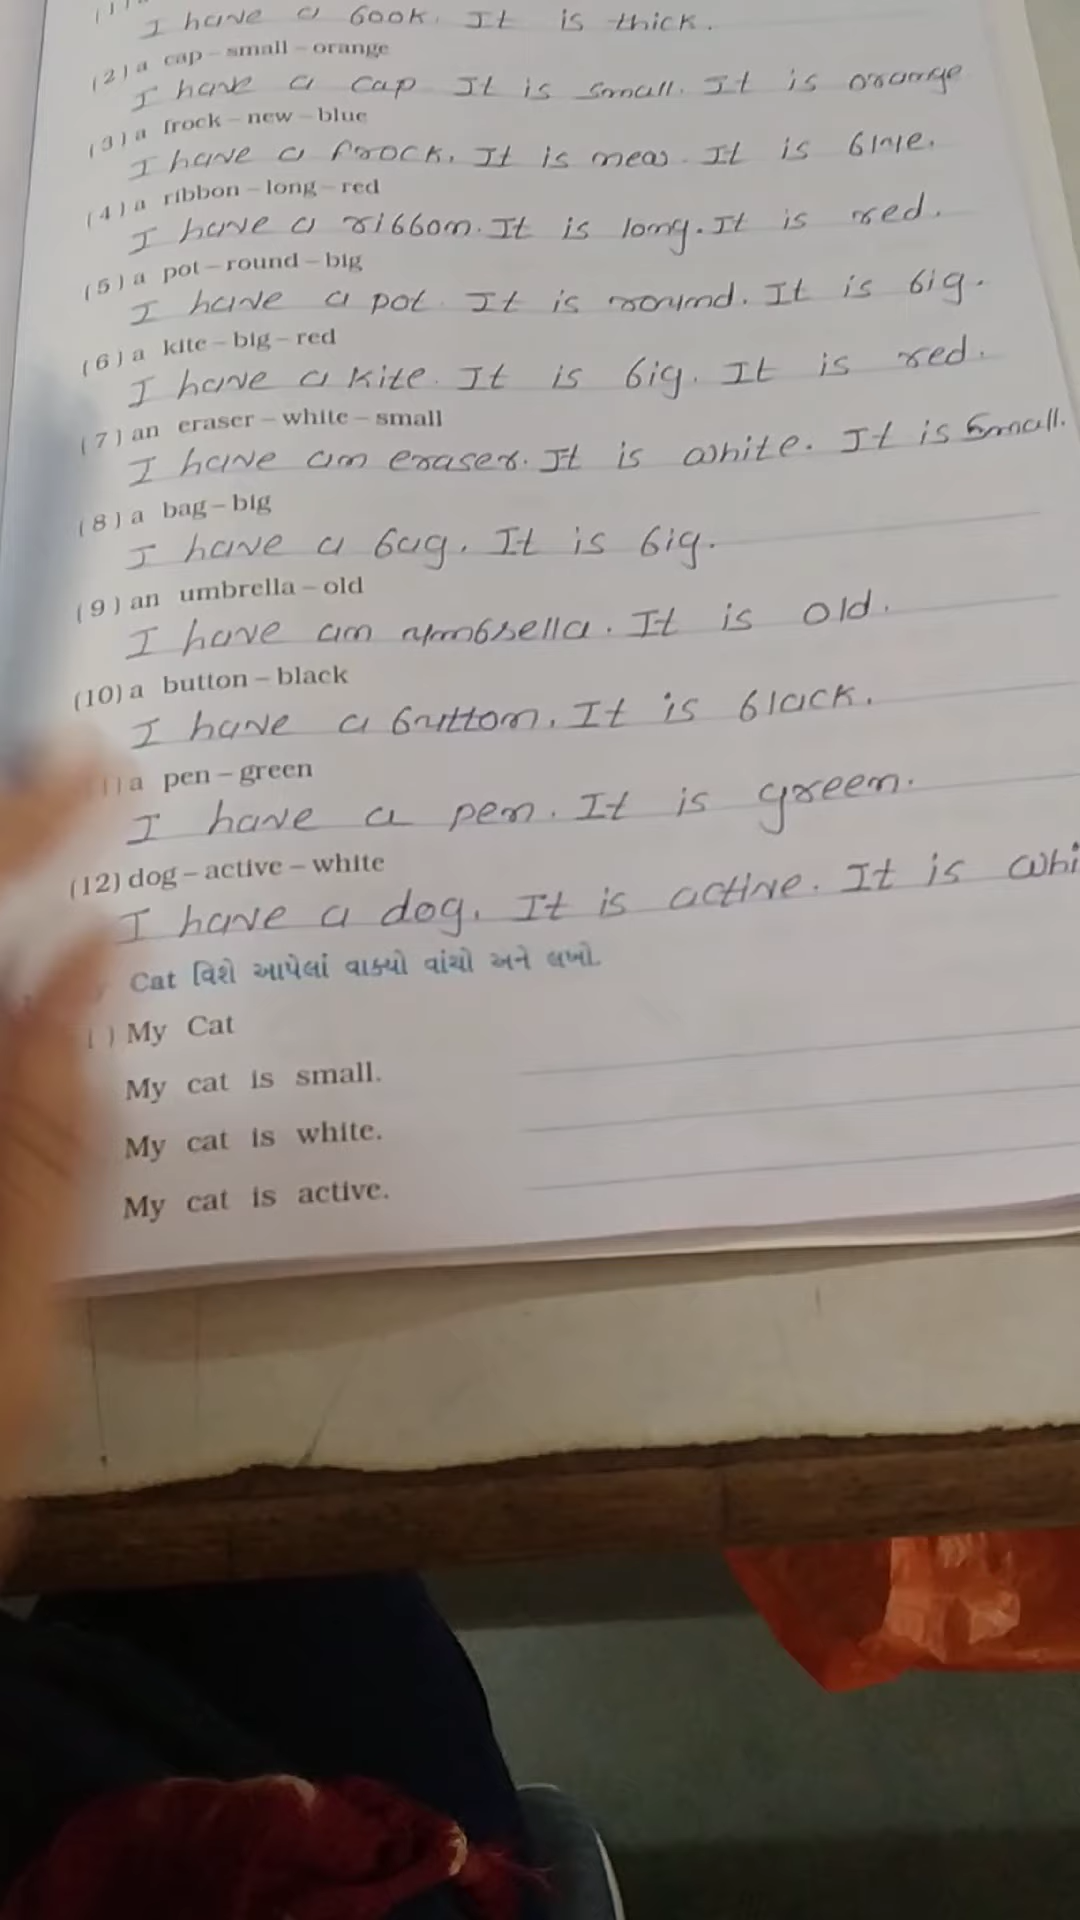 I have a book. It is thick.
(2) a cap – small – orange
I have a cap It is small. It is orange
(3) a frock – new – blue
I have a frock. It is new. It is blue.
(4) a ribbon – long – red
I have a ribbon. It is long. It is red.
(5) a pot – round – big
I have a pot. It is round. It is big.
(6) a kite – big – red
I have a kite. It is big. It is red.
(7) an eraser – white – small
I have an eraser. It is white. It is small.
(8) a bag – big
I have a bag. It is big.
(9) an umbrella – old
I have an umbrella. It is old.
(10) a button – black
I have a button. It is black.
a pen – green
I have a pen. It is green.
(12) dog – active – white
I have a dog. It is active. It is
Cat વિશે આપેલાં વાક્યો વાંચો અને લખો.
) My Cat
My cat is small.
My cat is white.
My cat is active.